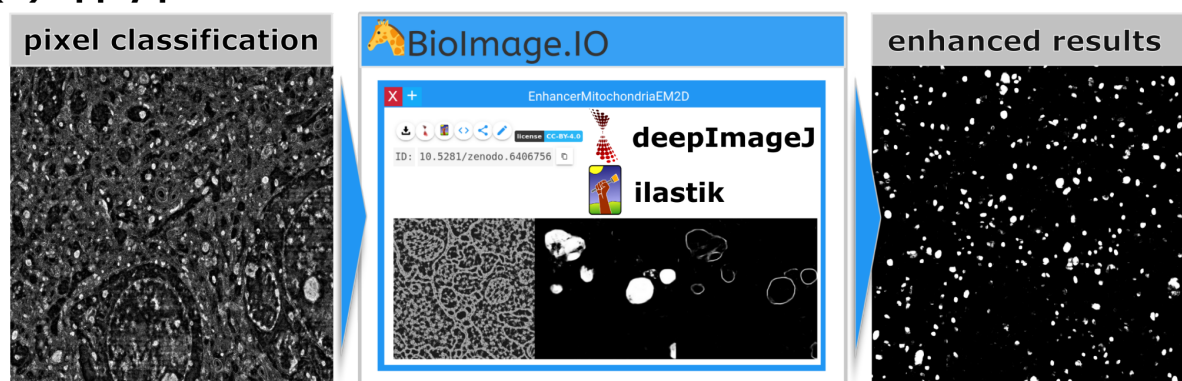 pixel classification
BioImage.IO
enhanced results
X +
EnhancerMitochondriaEM2D
license CC-BY-4.0
deepImageJ
ID: 10.5281/zenodo.6406756
ilastik